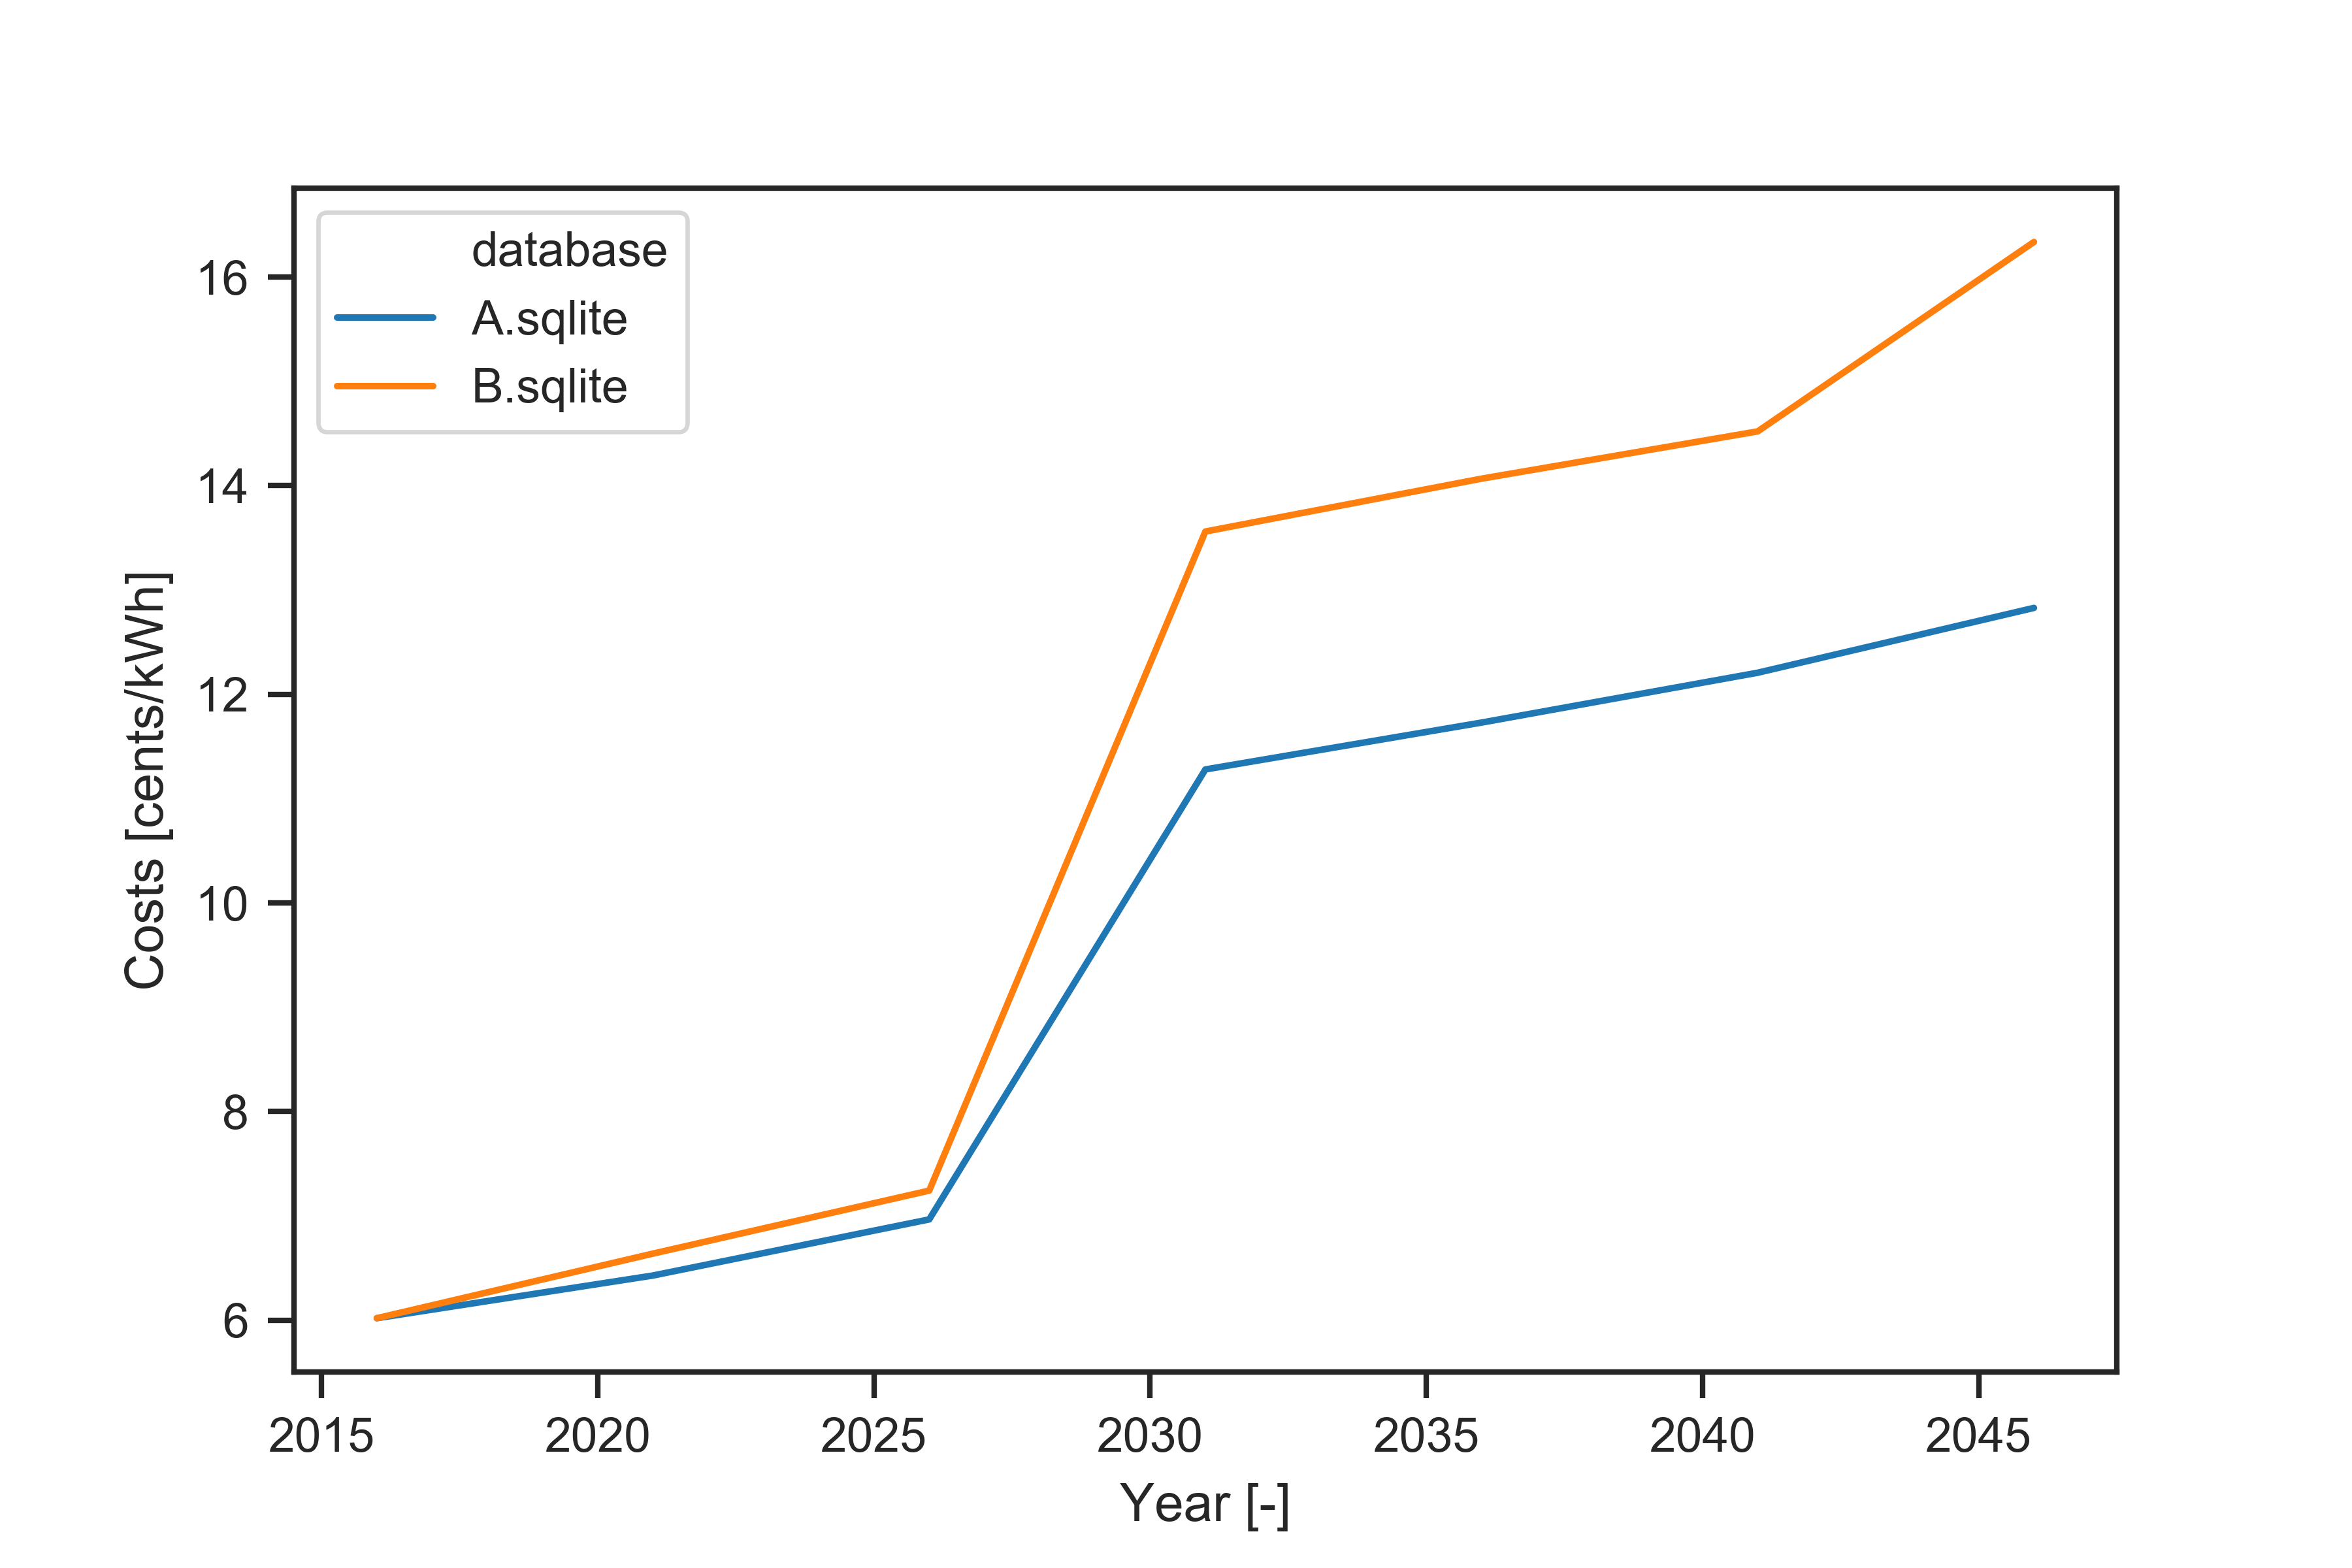 database
A.sqlite
B.sqlite
16
14
12
10
8
6
Costs [cents/kWh]
2015 2020 2025 2030 2035 2040 2045
Year [-]